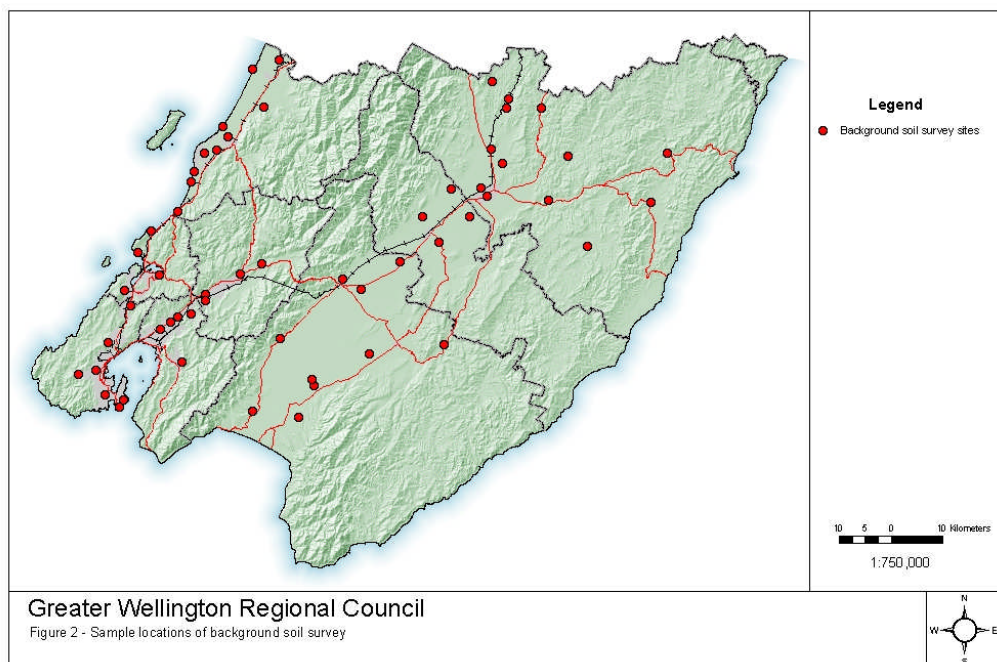 Legend
Background soil survey sites
10 5 0 10 Kilometers
1:750,000
Greater Wellington Regional Council
Figure 2 - Sample locations of background soil survey
N
W E
S